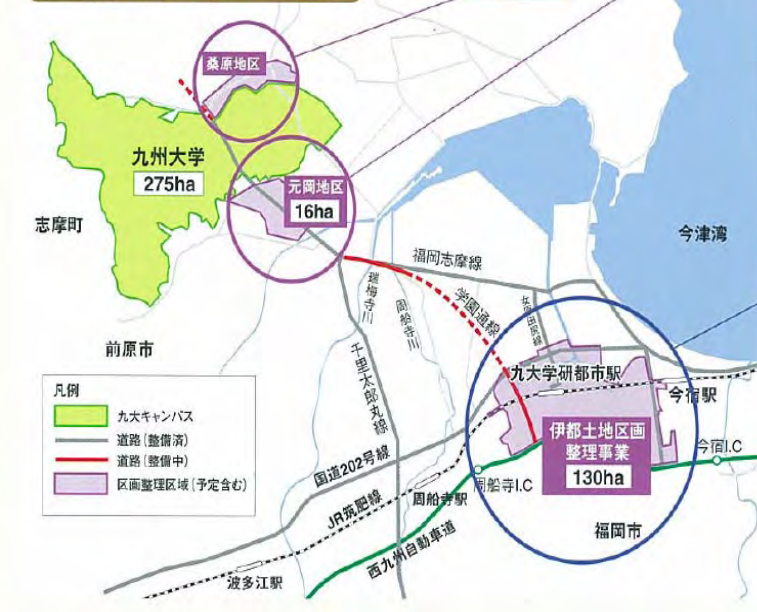 桑原地区
九州大学
275ha
元岡地区
16ha
志摩町
今津湾
福岡志摩線
瑞梅寺川
周船寺川
学園通線
前原市
千里太郎丸線
九大学研都市駅
今宿駅
凡例
九大キャンパス
道路(整備済)
道路(整備中)
区画整理区域(予定含む)
伊都土地区画
整理事業
130ha
今宿I.C
国道202号線
周船寺I.C
JR筑肥線
周船寺駅
福岡市
西九州自動車道
波多江駅